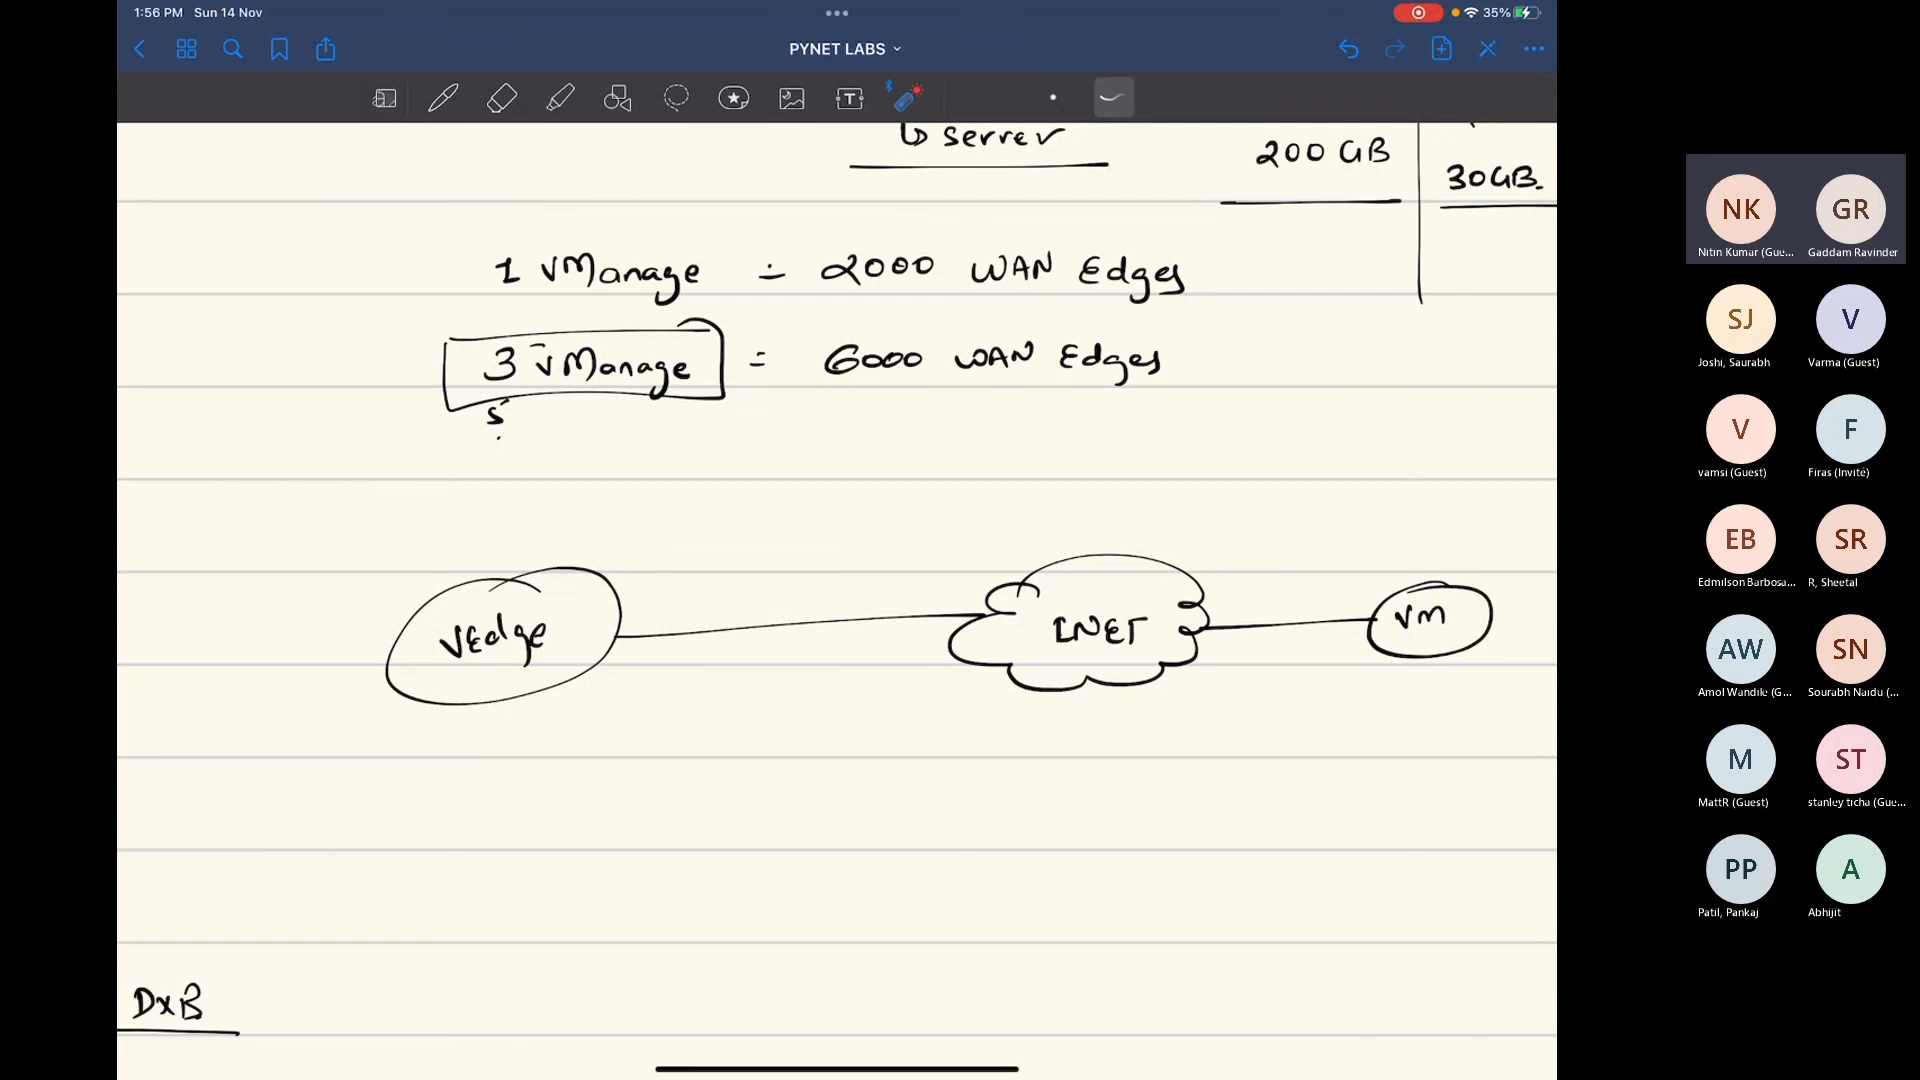 1:56 PM Sun 14 Nov
35%
PYNET LABS
↳ server
200 GB
30GB.
1 vManage = 2000 WAN Edges
3 vManage = 6000 WAN Edges
5
vEdge
INET
vm
DxB
NK
GR
Nitin Kumar (Gue...
Gaddam Ravinder
SJ
V
Joshi, Saurabh
Varma (Guest)
V
F
vamsi (Guest)
Firas (Invité)
EB
SR
Edmilson Barbosa...
R, Sheetal
AW
SN
Amol Wandile (G...
Sourabh Naidu (...
M
ST
MattR (Guest)
stanley ticha (Gue...
PP
A
Patil, Pankaj
Abhijit